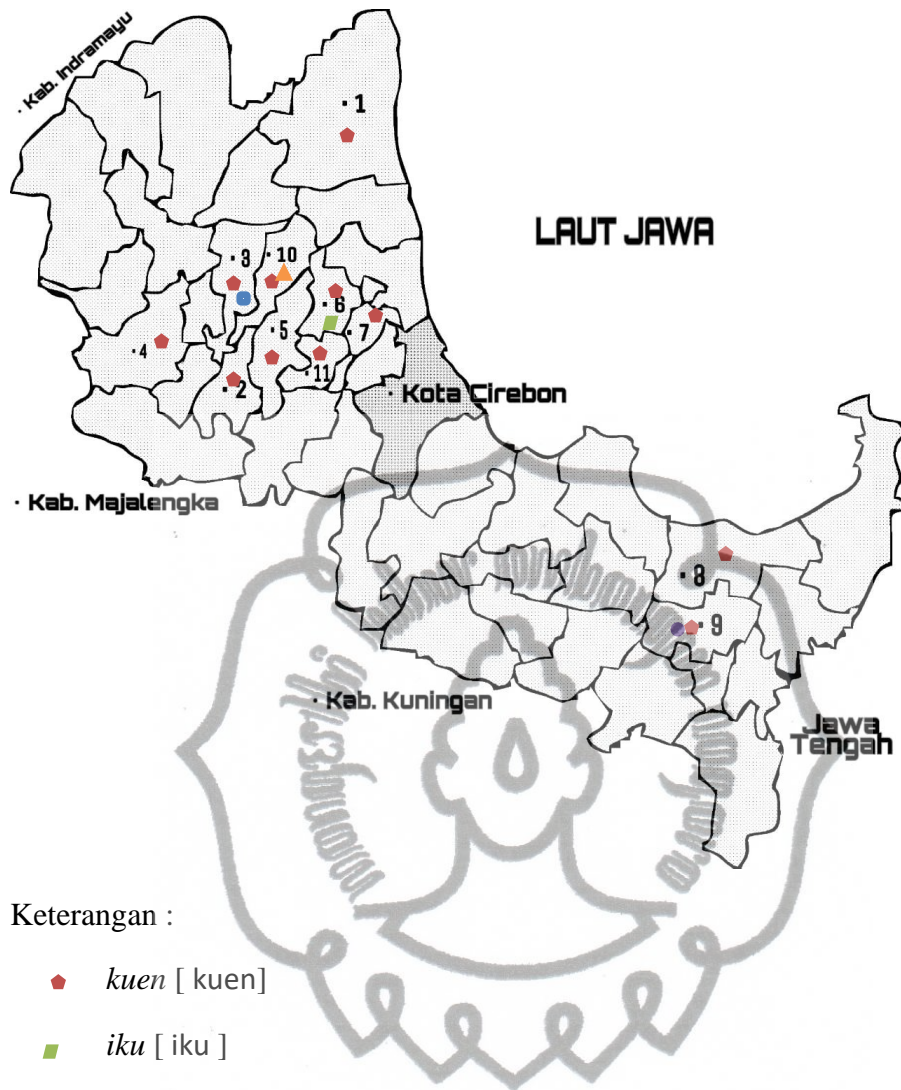 · Kab. Indramayu
· 1
LAUT JAWA
· 3
· 10
· 6
· 5
· 7
· 4
· 11
· 2
· Kota Cirebon
· Kab. Majalengka
· 8
· 9
· Kab. Kuningan
Jawa
Tengah
Keterangan :
kuen [ kuen]
iku [ iku ]